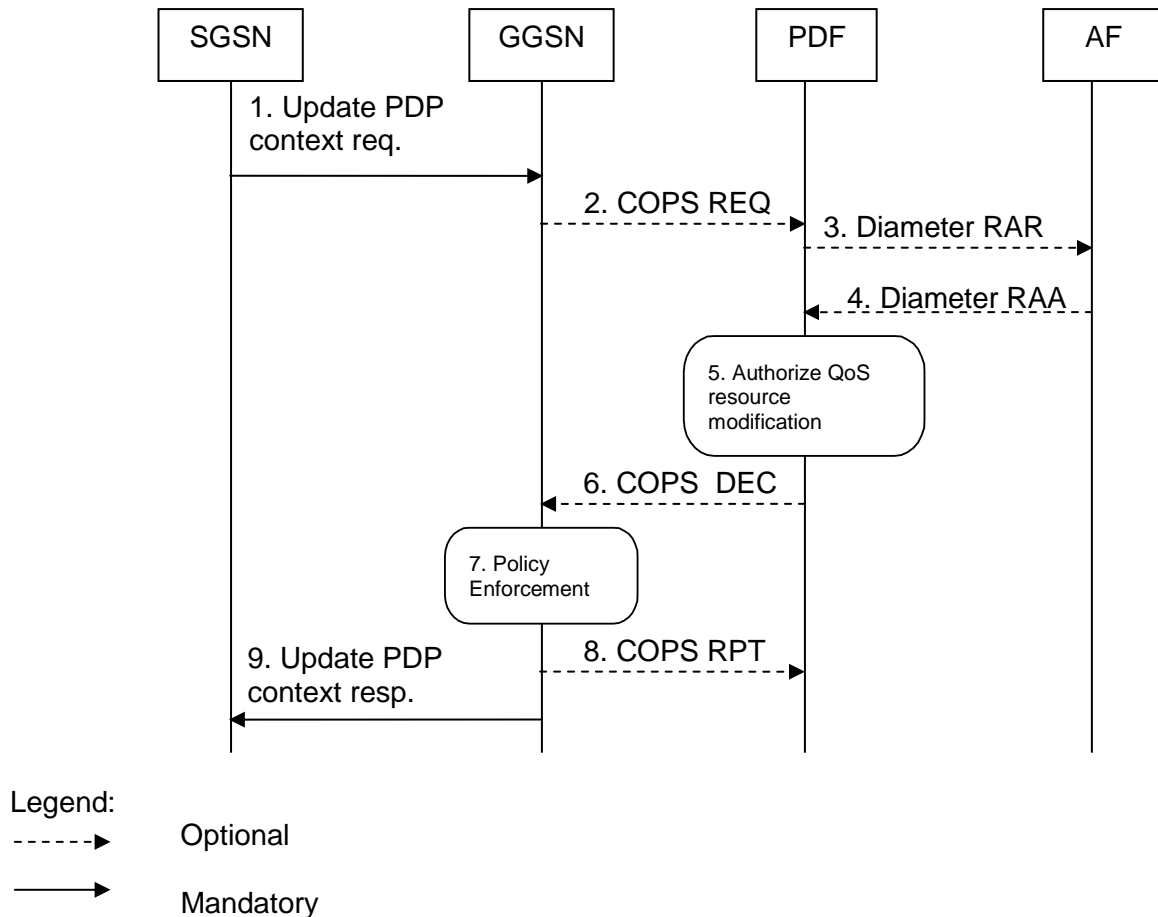 SGSN
GGSN
PDF
AF
1. Update PDP
context req.
2. COPS REQ
3. Diameter RAR
4. Diameter RAA
5. Authorize QoS
resource
modification
6. COPS  DEC
7. Policy
Enforcement
8. COPS RPT
9. Update PDP
context resp.
Legend:
Optional
Mandatory